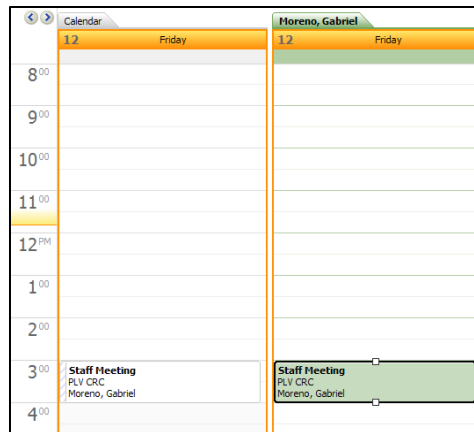 Calendar Moreno, Gabriel
12 Friday 12 Friday
8 00
9 00
10 00
11 00
12 PM
1 00
2 00
3 00 Staff Meeting Staff Meeting
PLV CRC PLV CRC
Moreno, Gabriel Moreno, Gabriel
4 00